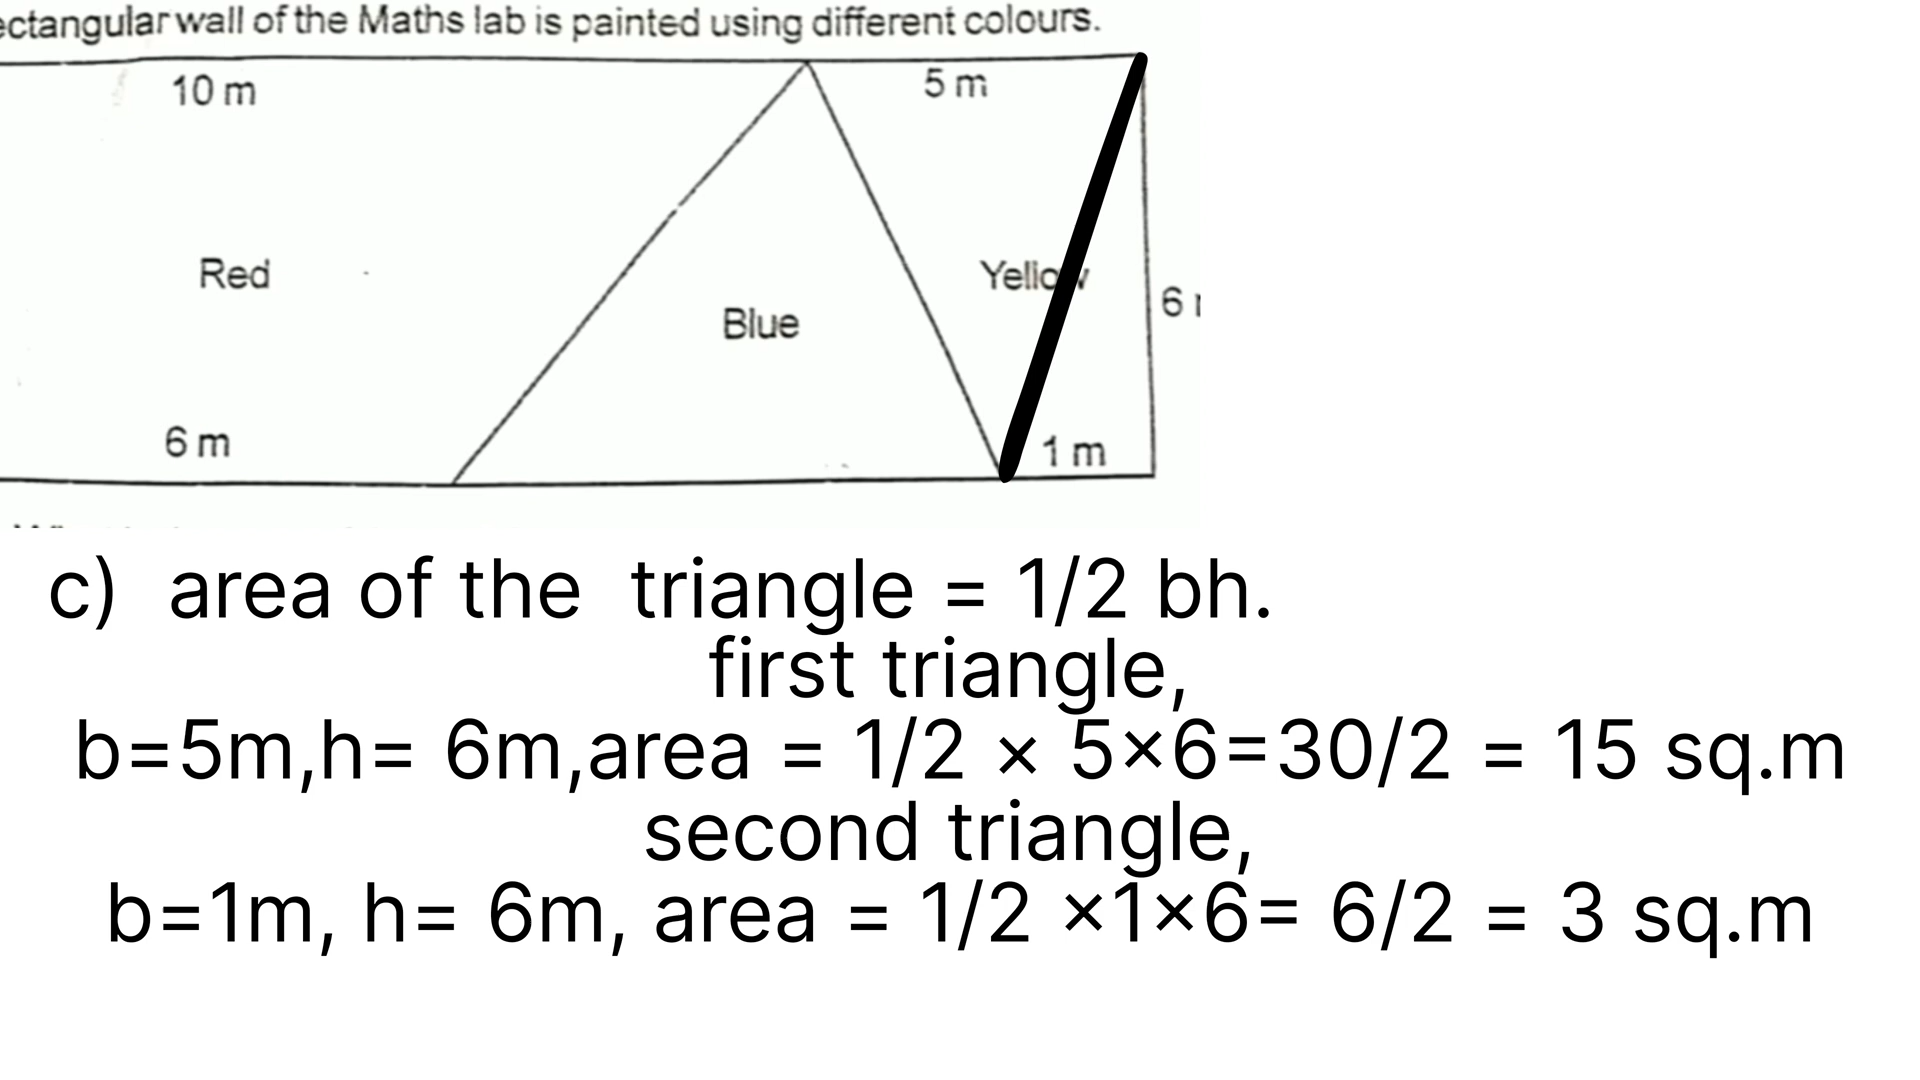 ectangular wall of the Maths lab is painted using different colours.
10 m
5 m
Red
Yellow
Blue
6
6 m
1 m
c) area of the triangle = 1/2 bh.
first triangle,
b=5m,h= 6m,area = 1/2 × 5×6=30/2 = 15 sq.m
second triangle,
b=1m, h= 6m, area = 1/2 ×1×6= 6/2 = 3 sq.m